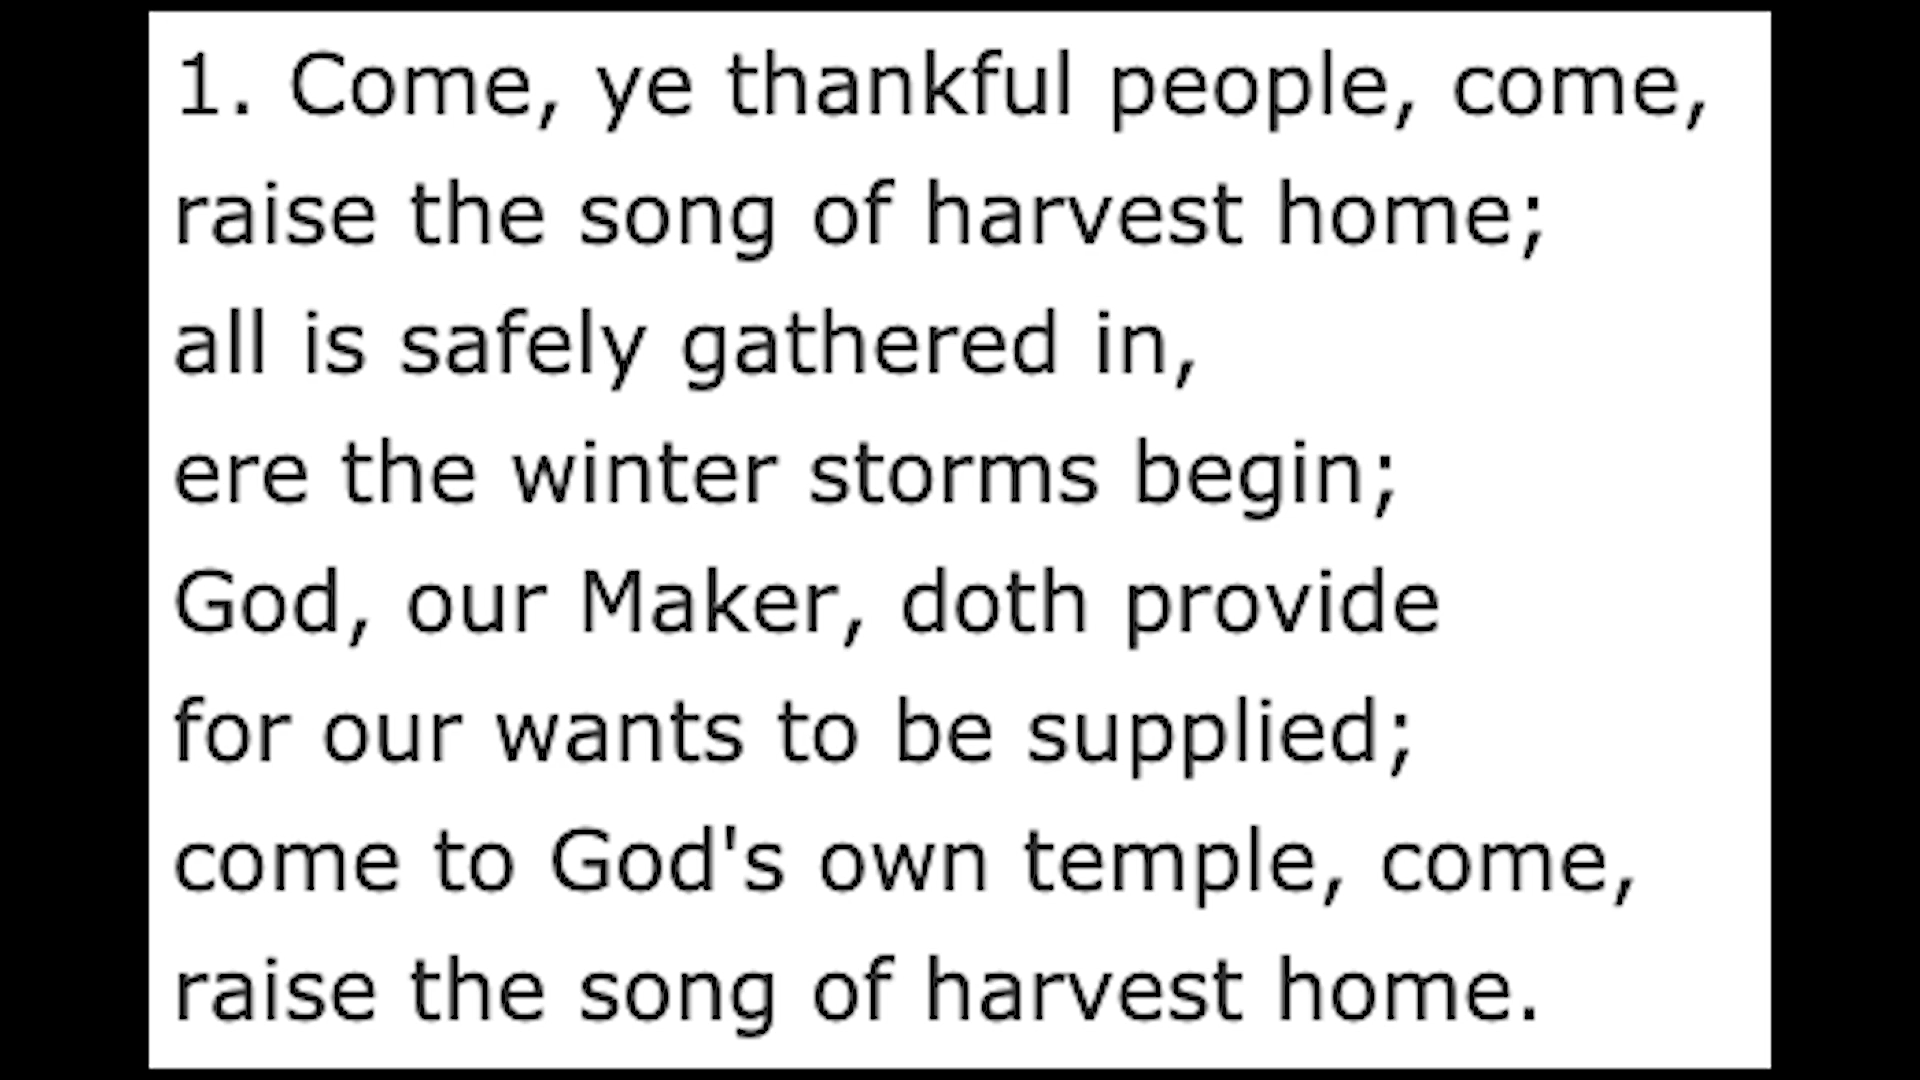 1. Come, ye thankful people, come,
raise the song of harvest home;
all is safely gathered in,
ere the winter storms begin;
God, our Maker, doth provide
for our wants to be supplied;
come to God's own temple, come,
raise the song of harvest home.